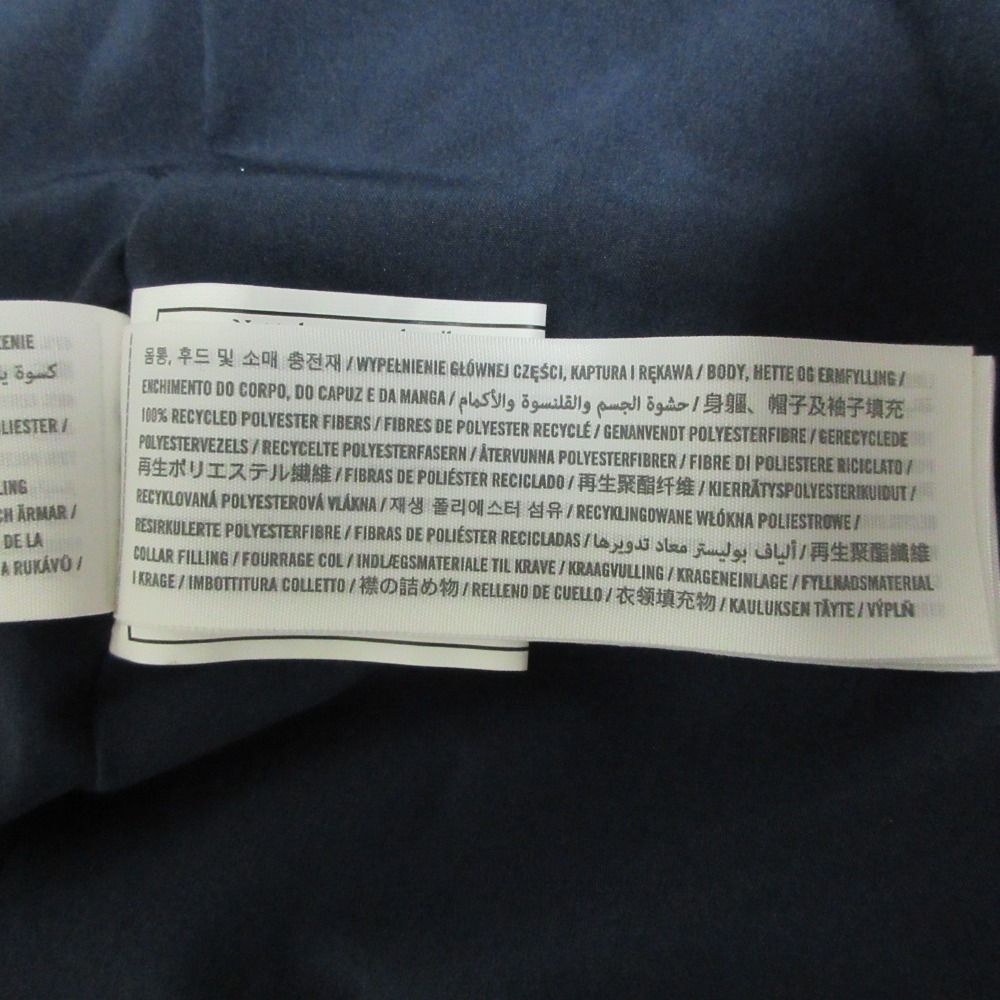 ZENIE
كسوة
LIESTER /
LING
CH ÄRMAR /
DE LA
A RUKÁVŮ /
몸통, 후드 및 소매 충전재 / WYPEŁNIENIE GŁÓWNEJ CZĘŚCI, KAPTURA I RĘKAWA / BODY, HETTE OG ERMFYLLING /
ENCHIMENTO DO CORPO, DO CAPUZ E DA MANGA / حشوة الجسم والقلنسوة والأكمام / 身軀、帽子及袖子填充
100% RECYCLED POLYESTER FIBERS / FIBRES DE POLYESTER RECYCLÉ / GENANVENDT POLYESTERFIBRE / GERECYCLEDE
POLYESTERVEZELS / RECYCELTE POLYESTERFASERN / ÅTERVUNNA POLYESTERFIBRER / FIBRE DI POLIESTERE RICICLATO /
再生ポリエステル繊維 / FIBRAS DE POLIÉSTER RECICLADO / 再生聚酯纤维 / KIERRÄTYSPOLYESTERIKUIDUT /
RECYKLOVANÁ POLYESTEROVÁ VLÁKNA / 재생 폴리에스터 섬유 / RECYKLINGOWANE WŁÓKNA POLIESTROWE /
RESIRKULERTE POLYESTERFIBRE / FIBRAS DE POLIÉSTER RECICLADAS / ألياف بوليستر معاد تدويرها / 再生聚酯纖維
COLLAR FILLING / FOURRAGE COL / INDLÆGSMATERIALE TIL KRAVE / KRAAGVULLING / KRAGENEINLAGE / FYLLNADSMATERIAL
I KRAGE / IMBOTTITURA COLLETTO / 襟の詰め物 / RELLENO DE CUELLO / 衣领填充物 / KAULUKSEN TÄYTE / VÝPLŇ